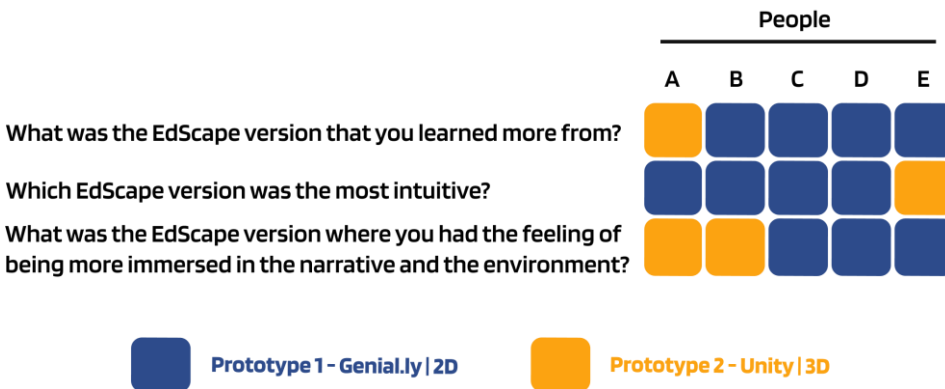 People
A B C D E
What was the EdScape version that you learned more from?
Which EdScape version was the most intuitive?
What was the EdScape version where you had the feeling of
being more immersed in the narrative and the environment?
Prototype 1 - Genial.ly | 2D
Prototype 2 - Unity | 3D